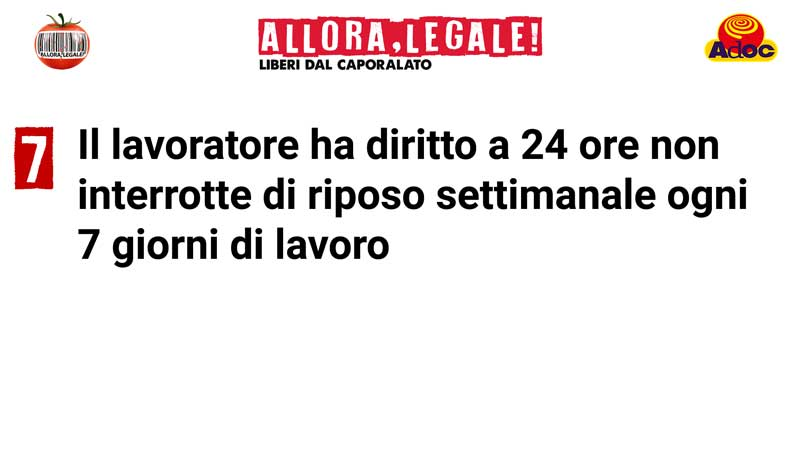 ALLORA,LEGALE!
ALLORA,LEGALE!
LIBERI DAL CAPORALATO
Adoc
7
Il lavoratore ha diritto a 24 ore non
interrotte di riposo settimanale ogni
7 giorni di lavoro